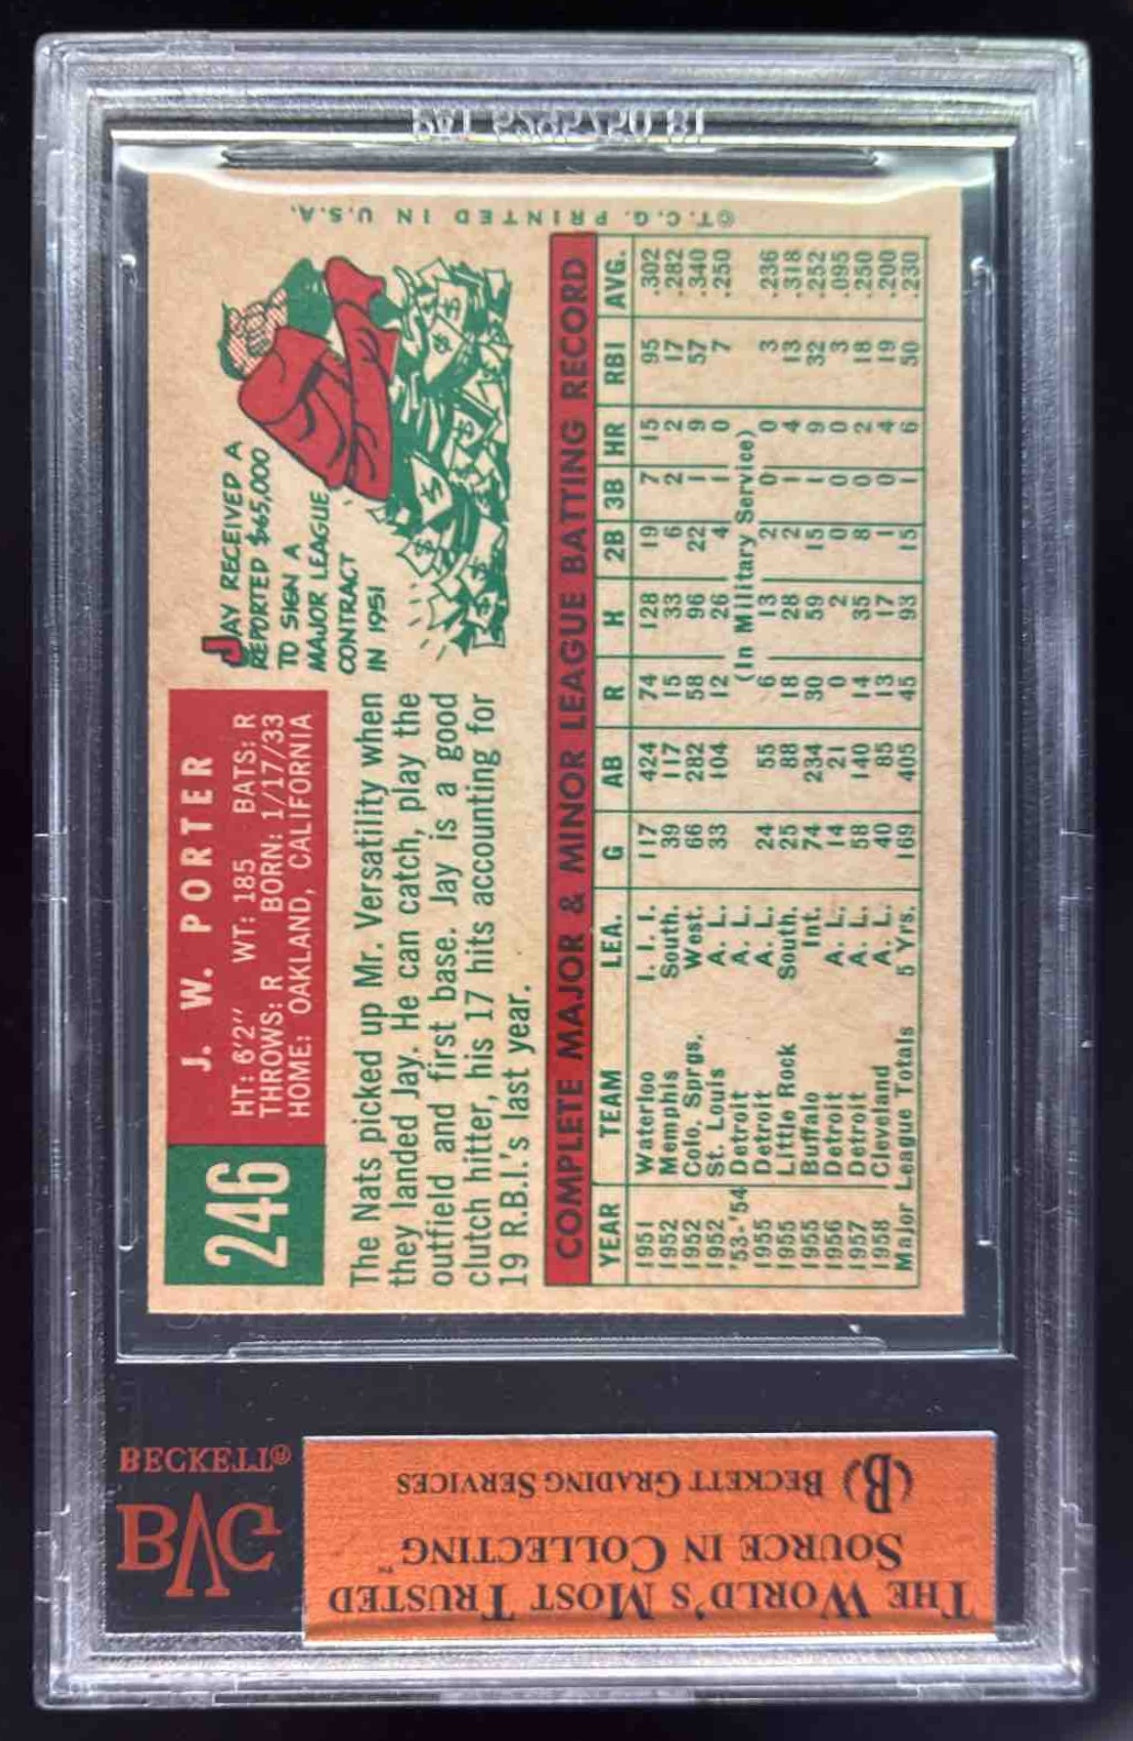 246
J. W. PORTER
HT: 6'2" WT: 185 BATS: R
THROWS: R BORN: 1/17/33
HOME: OAKLAND, CALIFORNIA
JAY RECEIVED A
REPORTED $65,000
TO SIGN A
MAJOR LEAGUE
CONTRACT
IN 1951
The Nats picked up Mr. Versatility when
they landed Jay. He can catch, play the
outfield and first base. Jay is a good
clutch hitter, his 17 hits accounting for
19 R.B.I.'s last year.
COMPLETE MAJOR & MINOR LEAGUE BATTING RECORD
YEAR TEAM LEA. G AB R H 2B 3B HR RBI AVG.
1951 Waterloo I. I. I. 117 424 74 128 19 7 15 95 .302
1952 Memphis South. 39 117 15 33 6 2 2 17 .282
1952 Colo. Sprgs. West. 66 282 58 96 22 1 9 57 .340
1952 St. Louis A. L. 33 104 12 26 4 1 0 7 .250
'53-'54 Detroit A. L. (In Military Service)
1955 Detroit A. L. 24 55 6 13 2 0 0 3 .236
1955 Little Rock South. 25 88 18 28 2 1 4 13 .318
1955 Buffalo Int. 74 234 30 59 15 1 9 32 .252
1956 Detroit A. L. 14 21 0 2 0 0 0 3 .095
1957 Detroit A. L. 58 140 14 35 8 0 2 18 .250
1958 Cleveland A. L. 40 85 13 17 1 0 4 19 .200
Major League Totals 5 Yrs. 169 405 45 93 15 1 6 50 .230
©T.C.G. PRINTED IN U.S.A.
BECKETT®
BVG
THE WORLD'S MOST TRUSTED
SOURCE IN COLLECTING™
B BECKETT GRADING SERVICES